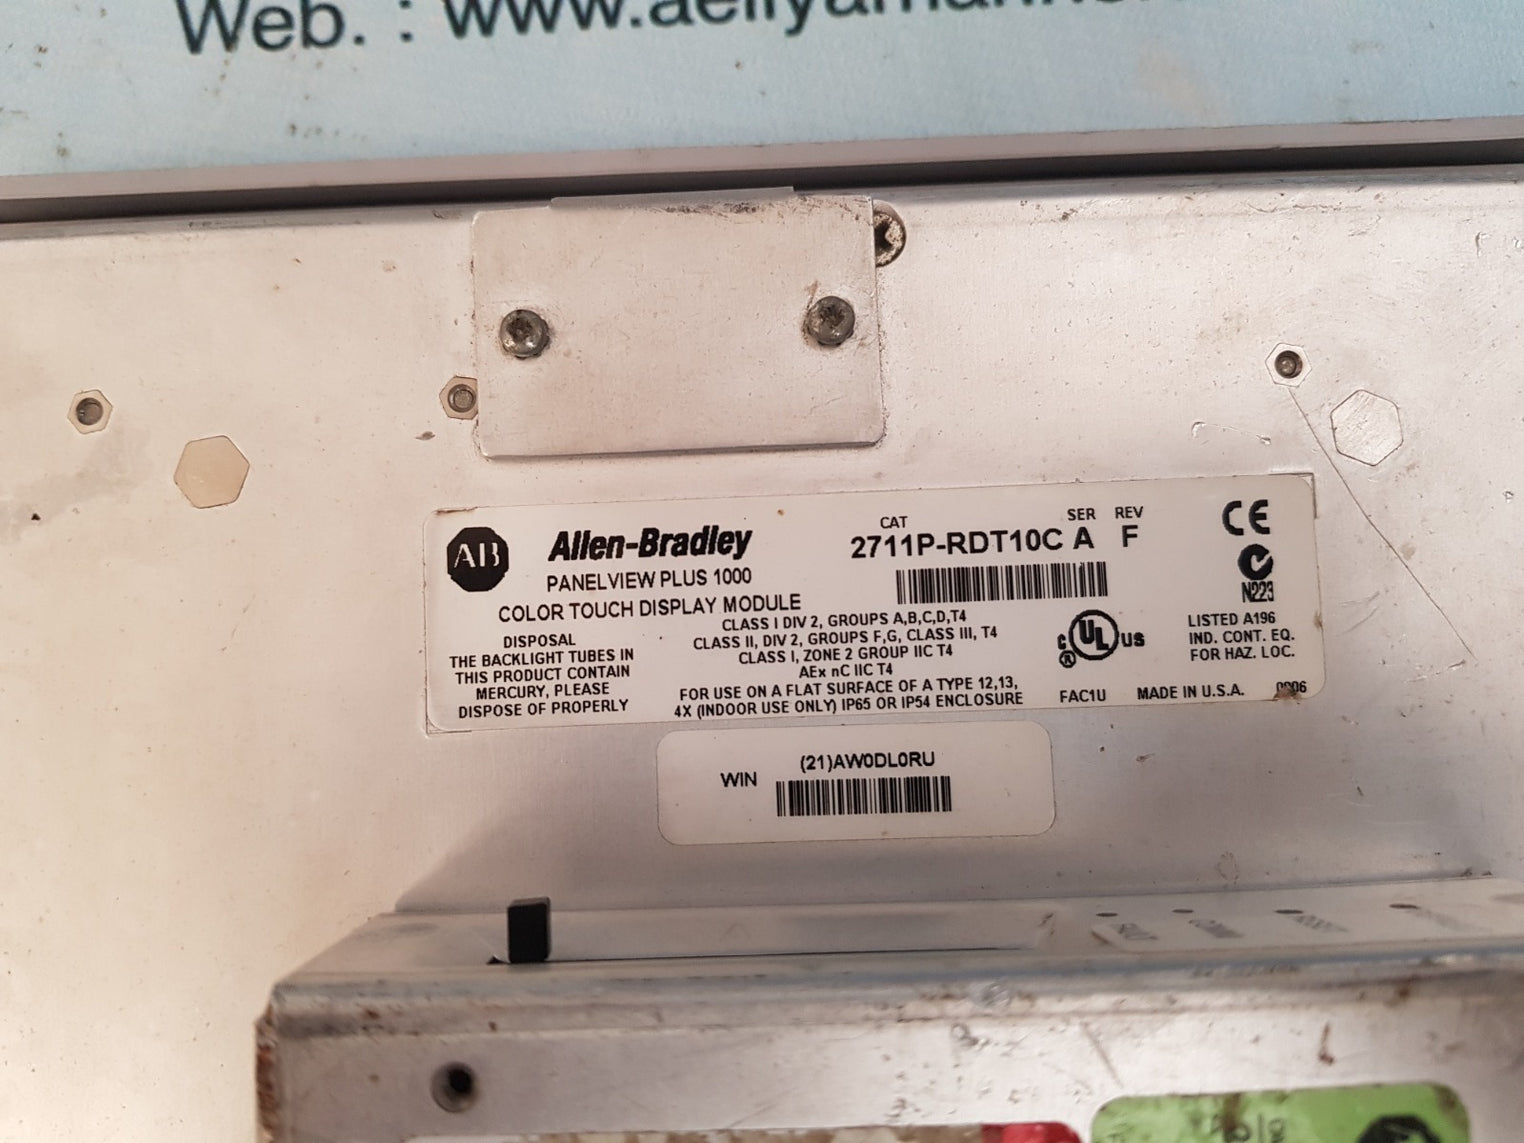 Web. : www.aeliyamarine.
AB
Allen-Bradley
PANELVIEW PLUS 1000
COLOR TOUCH DISPLAY MODULE
CAT SER REV
2711P-RDT10C A F
CE
N223
DISPOSAL
THE BACKLIGHT TUBES IN
THIS PRODUCT CONTAIN
MERCURY, PLEASE
DISPOSE OF PROPERLY
CLASS I DIV 2, GROUPS A,B,C,D,T4
CLASS II, DIV 2, GROUPS F,G, CLASS III, T4
CLASS I, ZONE 2 GROUP IIC T4
AEx nC IIC T4
FOR USE ON A FLAT SURFACE OF A TYPE 12,13,
4X (INDOOR USE ONLY) IP65 OR IP54 ENCLOSURE
c UL US
®
LISTED A196
IND. CONT. EQ.
FOR HAZ. LOC.
FAC1U MADE IN U.S.A.
WIN (21)AW0DL0RU
FAULT COMM